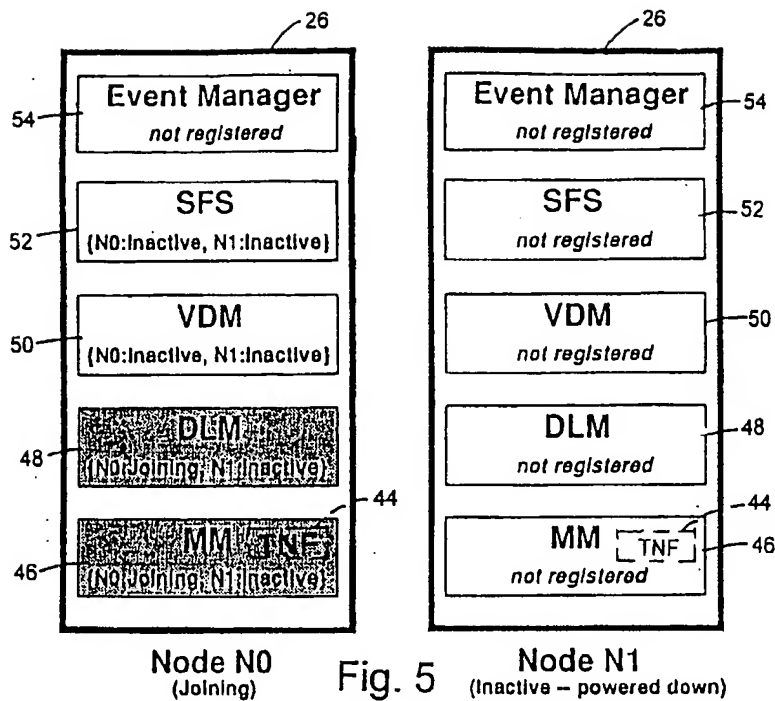 26
Event Manager
not registered
54
SFS
{N0:Inactive, N1:Inactive}
52
VDM
{N0:Inactive, N1:Inactive}
50
DLM
{N0:Joining, N1:Inactive}
48
44
MM
TNF
{N0:Joining, N1:Inactive}
46
Node N0
(Joining)
26
Event Manager
not registered
54
SFS
not registered
52
VDM
not registered
50
DLM
not registered
48
44
MM
TNF
not registered
46
Node N1
(Inactive – powered down)
Fig. 5